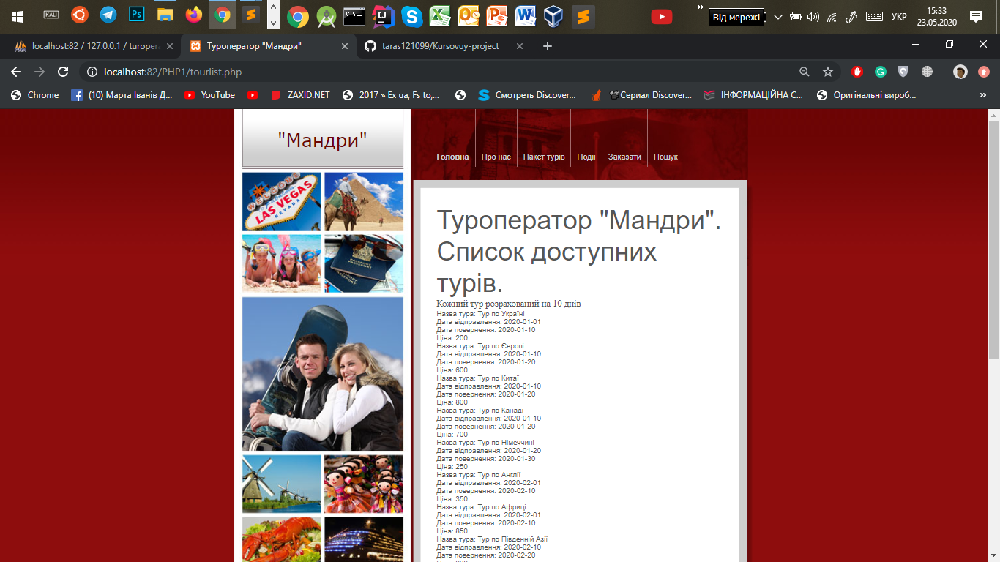 KALI
Від мережі
УКР
15:33
23.05.2020
localhost:82 / 127.0.0.1 / turoper
Туроператор "Мандри"
taras121099/Kursovuy-project
localhost:82/PHP1/tourlist.php
Chrome
(10) Марта Іванів Д...
YouTube
ZAXID.NET
2017 » Ex ua, Fs to,...
Смотреть Discover...
Сериал Discover...
ІНФОРМАЦІЙНА С...
Оригінальні вироб...
"Мандри"
Головна
Про нас
Пакет турів
Події
Заказати
Пошук
WELCOME
LAS VEGAS
NEVADA
PASSPORT
PASSEPORT
Туроператор "Мандри".
Список доступних
турів.
Кожний тур розрахований на 10 днів
Назва тура: Тур по Україні
Дата відправлення: 2020-01-01
Дата повернення: 2020-01-10
Ціна: 200
Назва тура: Тур по Європі
Дата відправлення: 2020-01-10
Дата повернення: 2020-01-20
Ціна: 600
Назва тура: Тур по Китаї
Дата відправлення: 2020-01-10
Дата повернення: 2020-01-20
Ціна: 800
Назва тура: Тур по Канаді
Дата відправлення: 2020-01-10
Дата повернення: 2020-01-20
Ціна: 700
Назва тура: Тур по Німеччині
Дата відправлення: 2020-01-20
Дата повернення: 2020-01-30
Ціна: 250
Назва тура: Тур по Англії
Дата відправлення: 2020-02-01
Дата повернення: 2020-02-10
Ціна: 350
Назва тура: Тур по Африці
Дата відправлення: 2020-02-01
Дата повернення: 2020-02-10
Ціна: 850
Назва тура: Тур по Південній Азії
Дата відправлення: 2020-02-10
Дата повернення: 2020-02-20